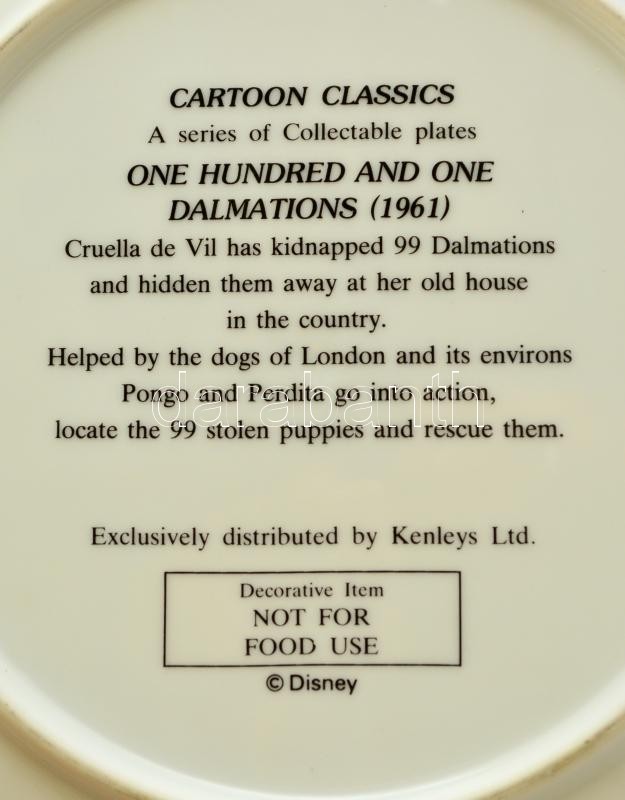 CARTOON CLASSICS
A series of Collectable plates
ONE HUNDRED AND ONE
DALMATIONS (1961)
Cruella de Vil has kidnapped 99 Dalmations
and hidden them away at her old house
in the country.
Helped by the dogs of London and its environs
Pongo and Perdita go into action,
darabanth
locate the 99 stolen puppies and rescue them.
Exclusively distributed by Kenleys Ltd.
Decorative Item
NOT FOR
FOOD USE
© Disney